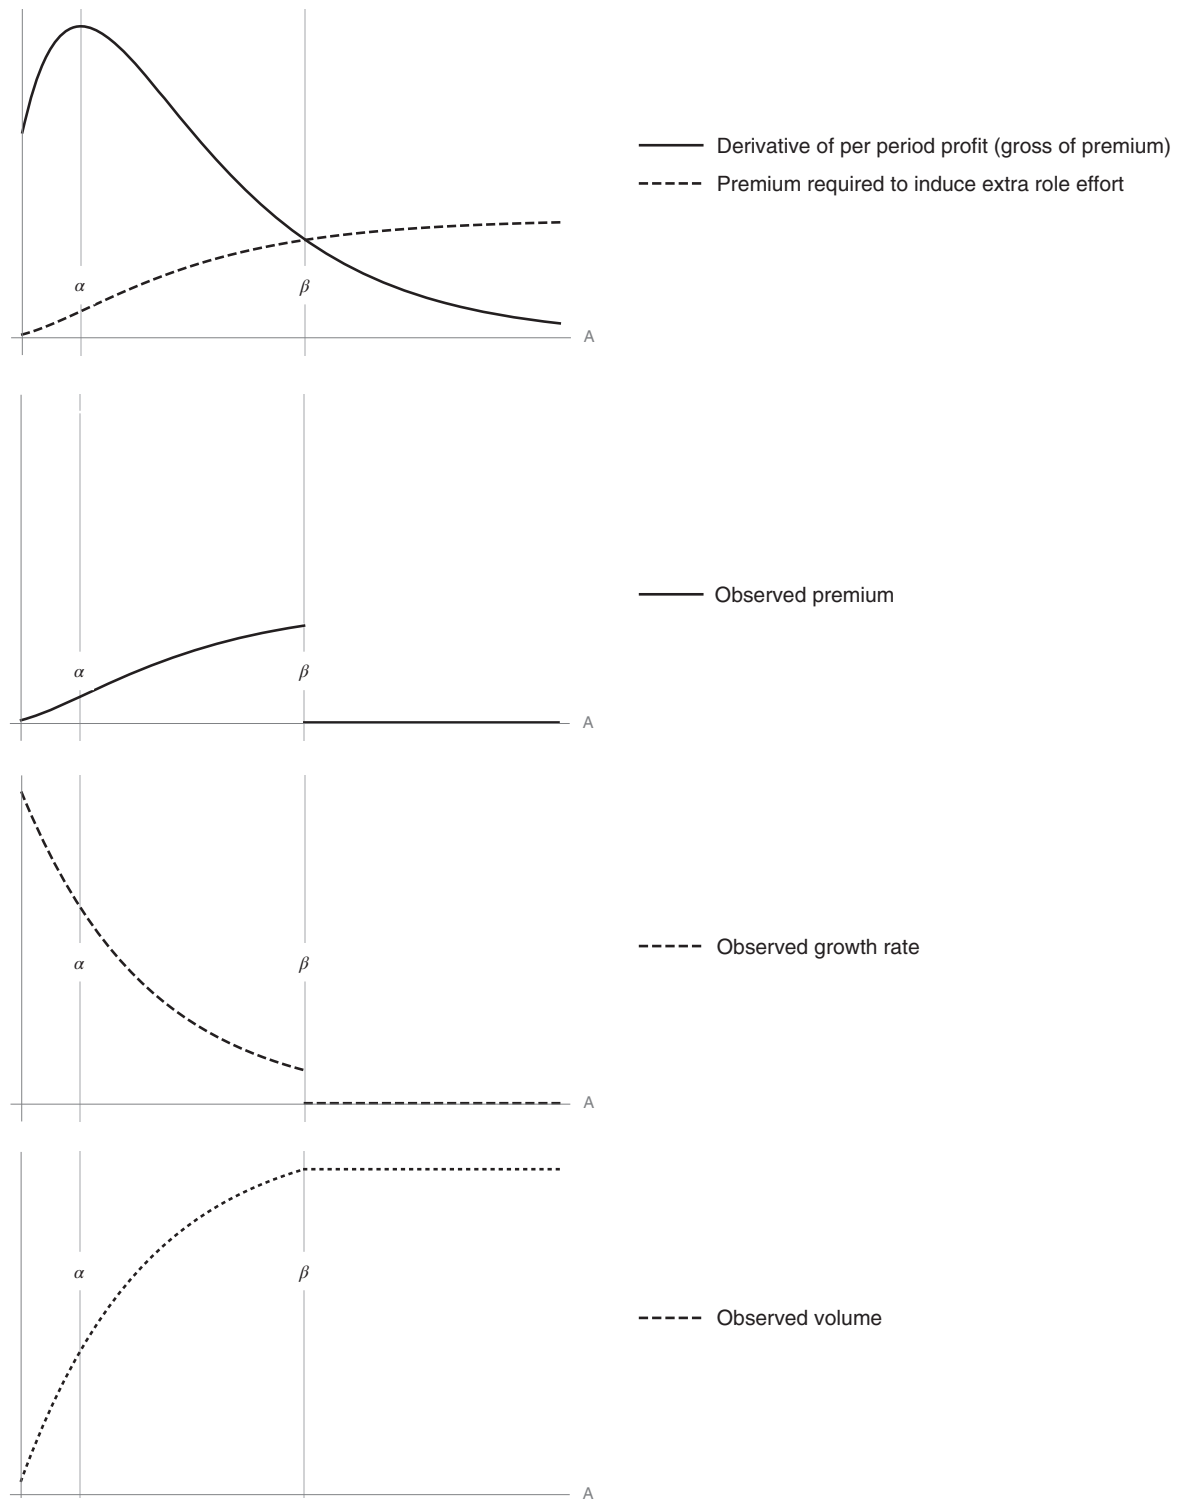 Derivative of per period profit (gross of premium)
Premium required to induce extra role effort
α
β
A
Observed premium
α
β
A
Observed growth rate
α
β
A
α
β
Observed volume
A